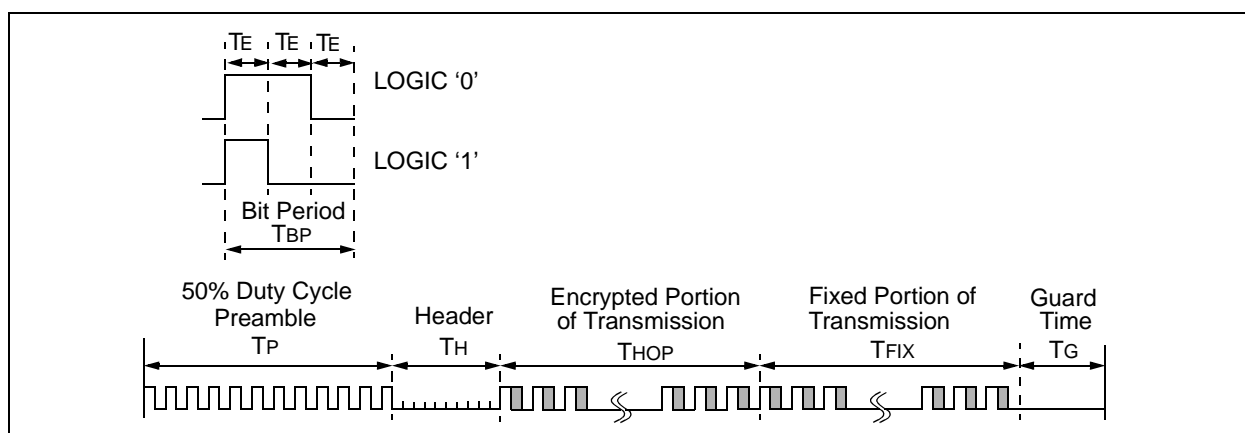 TE TE TE
LOGIC ‘0’
LOGIC ‘1’
Bit Period
TBP
50% Duty Cycle
Preamble
TP
Header
TH
Encrypted Portion
of Transmission
THOP
Fixed Portion of
Transmission
TFIX
Guard
Time
TG